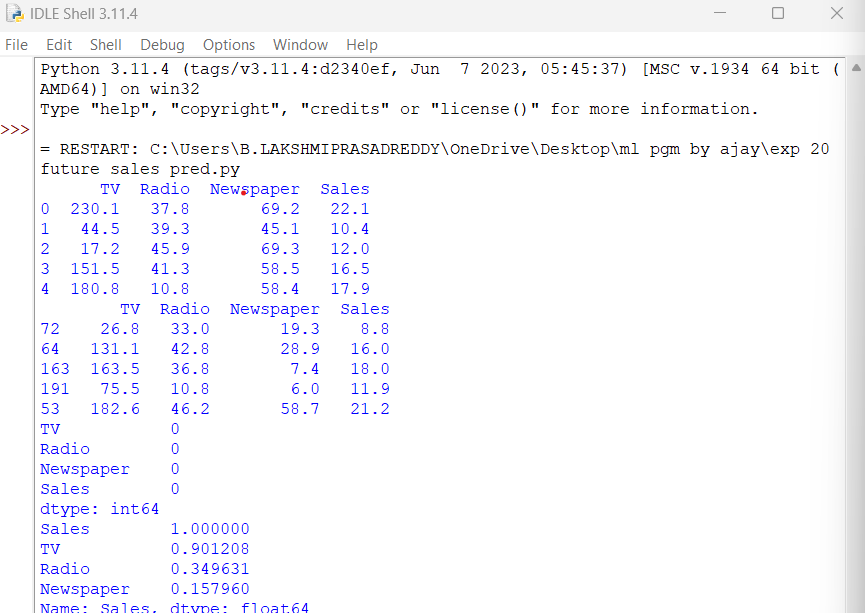 IDLE Shell 3.11.4
File Edit Shell Debug Options Window Help
Python 3.11.4 (tags/v3.11.4:d2340ef, Jun  7 2023, 05:45:37) [MSC v.1934 64 bit (
AMD64)] on win32
Type "help", "copyright", "credits" or "license()" for more information.
>>>
= RESTART: C:\Users\B.LAKSHMIPRASADREDDY\OneDrive\Desktop\ml pgm by ajay\exp 20
future sales pred.py
      TV  Radio  Newspaper  Sales
0  230.1   37.8       69.2   22.1
1   44.5   39.3       45.1   10.4
2   17.2   45.9       69.3   12.0
3  151.5   41.3       58.5   16.5
4  180.8   10.8       58.4   17.9
        TV  Radio  Newspaper  Sales
72    26.8   33.0       19.3    8.8
64   131.1   42.8       28.9   16.0
163  163.5   36.8        7.4   18.0
191   75.5   10.8        6.0   11.9
53   182.6   46.2       58.7   21.2
TV           0
Radio        0
Newspaper    0
Sales        0
dtype: int64
Sales        1.000000
TV           0.901208
Radio        0.349631
Newspaper    0.157960
Name: Sales, dtype: float64